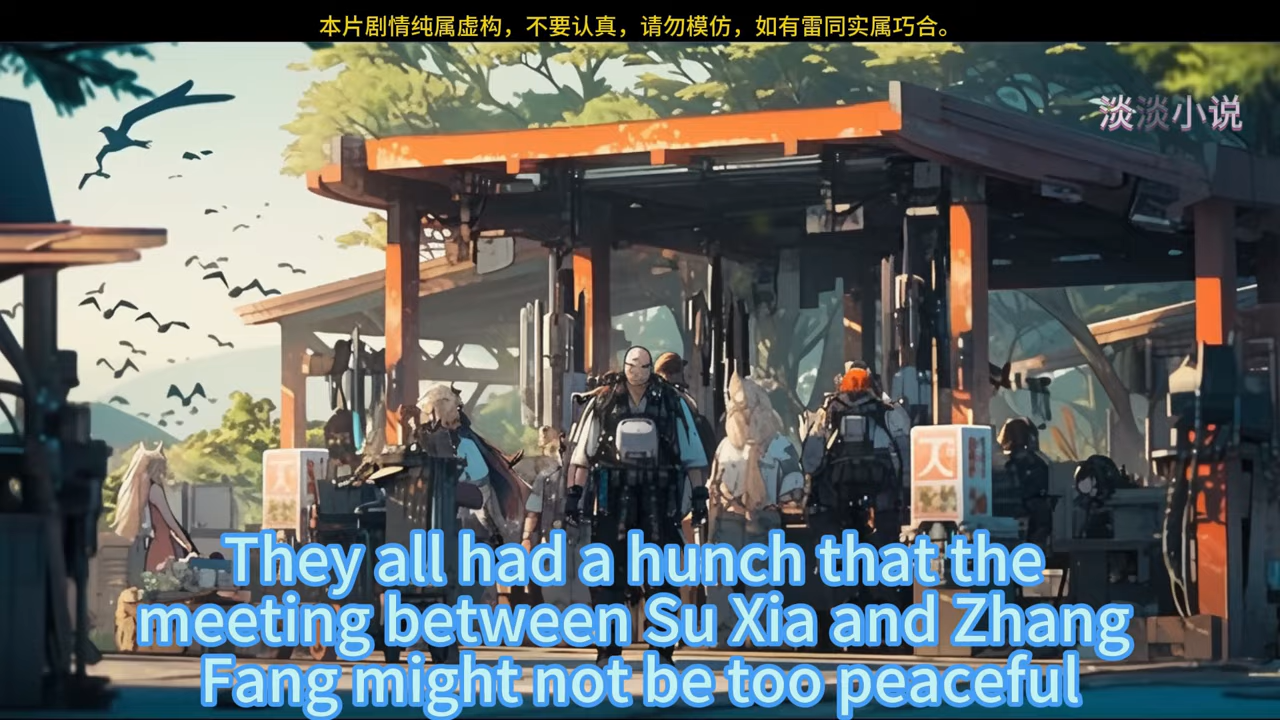 本片剧情纯属虚构，不要认真，请勿模仿，如有雷同实属巧合。
淡淡小说
They all had a hunch that the
meeting between Su Xia and Zhang
Fang might not be too peaceful